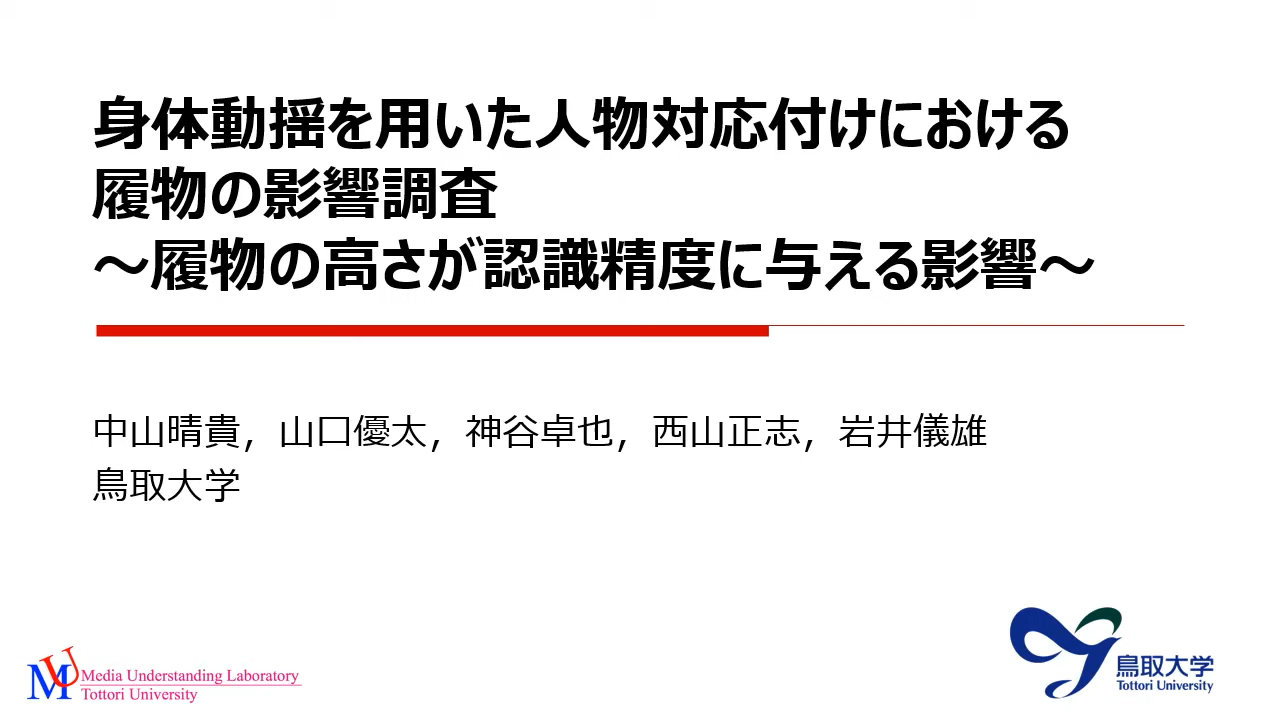 身体動揺を用いた人物対応付けにおける
履物の影響調査
～履物の高さが認識精度に与える影響～
中山晴貴，山口優太，神谷卓也，西山正志，岩井儀雄
鳥取大学
MU Media Understanding Laboratory
Tottori University
鳥取大学
Tottori University